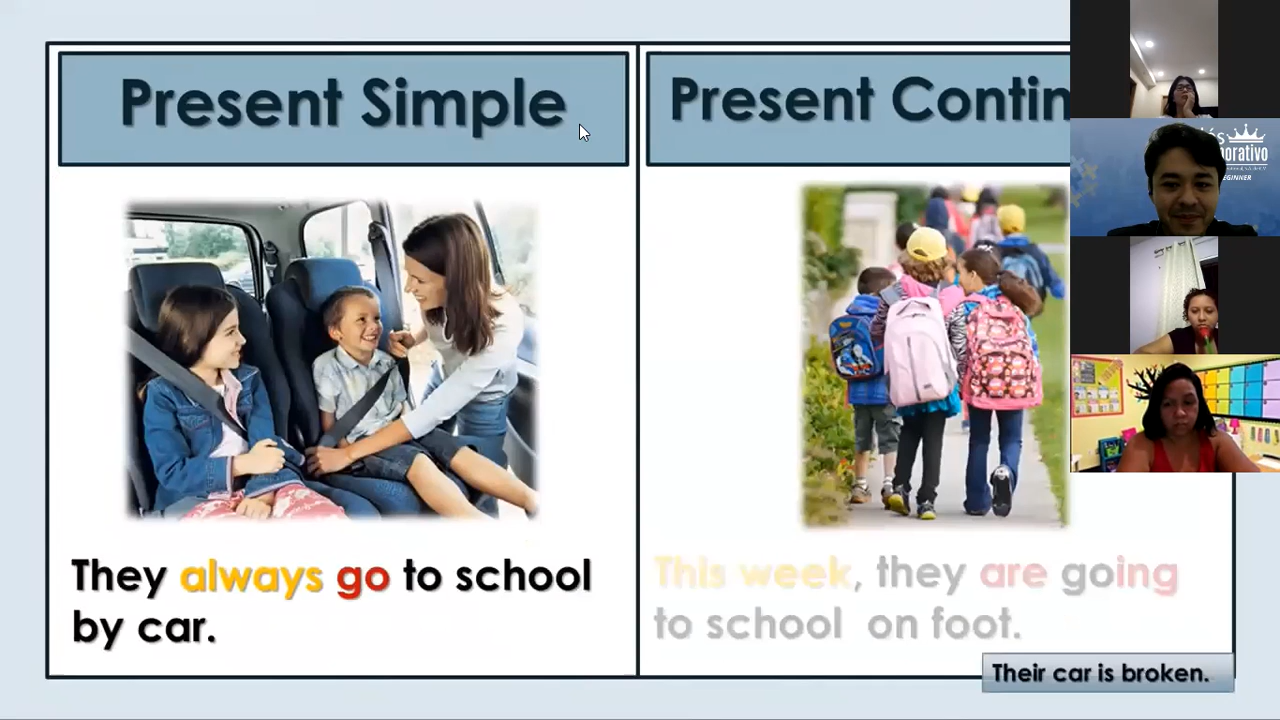 Present Simple
Present Contin
They always go to school
by car.
This week, they are going
to school on foot.
Their car is broken.